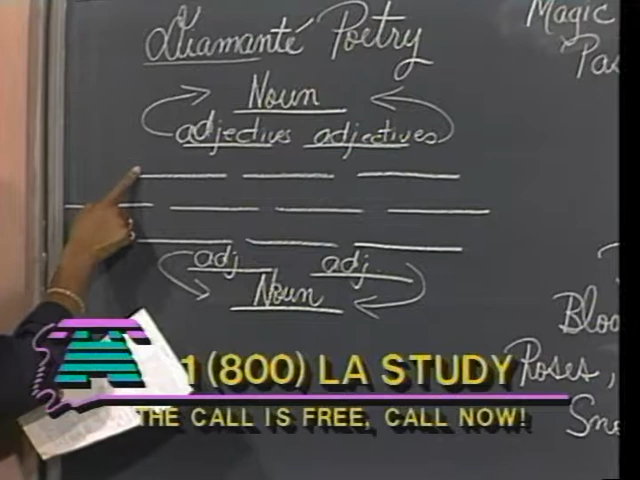 Diamanté Poetry
Noun
adjectives adjectives
adj adj.
Noun
Magic
Roses,
1(800) LA STUDY
THE CALL IS FREE, CALL NOW!